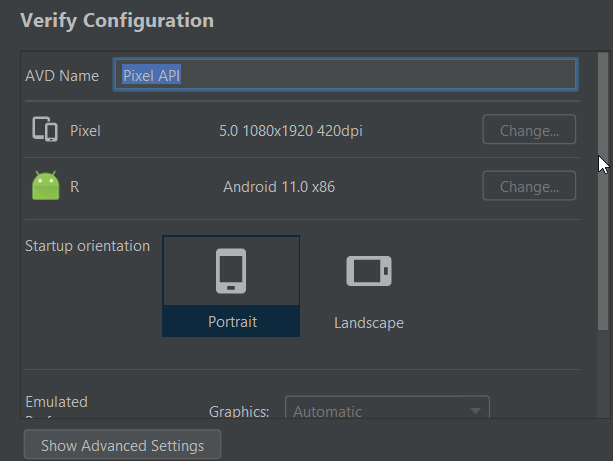 Verify Configuration
AVD Name Pixel API
Pixel 5.0 1080x1920 420dpi Change...
R Android 11.0 x86 Change...
Startup orientation
Portrait
Landscape
Emulated
Graphics: Automatic
Show Advanced Settings